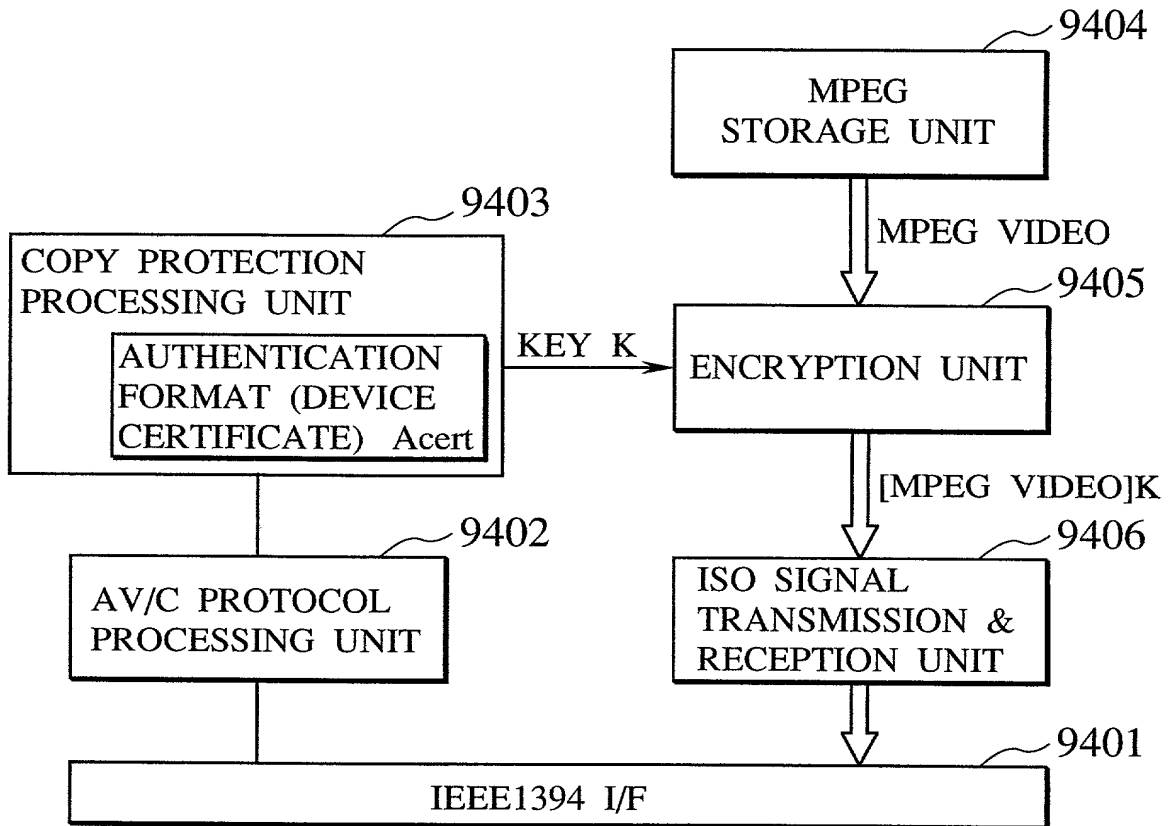 9404
MPEG
STORAGE UNIT
MPEG VIDEO
9403
COPY PROTECTION
PROCESSING UNIT
AUTHENTICATION
FORMAT (DEVICE
CERTIFICATE) Acert
KEY K
9405
ENCRYPTION UNIT
[MPEG VIDEO]K
9402
AV/C PROTOCOL
PROCESSING UNIT
9406
ISO SIGNAL
TRANSMISSION &
RECEPTION UNIT
9401
IEEE1394 I/F